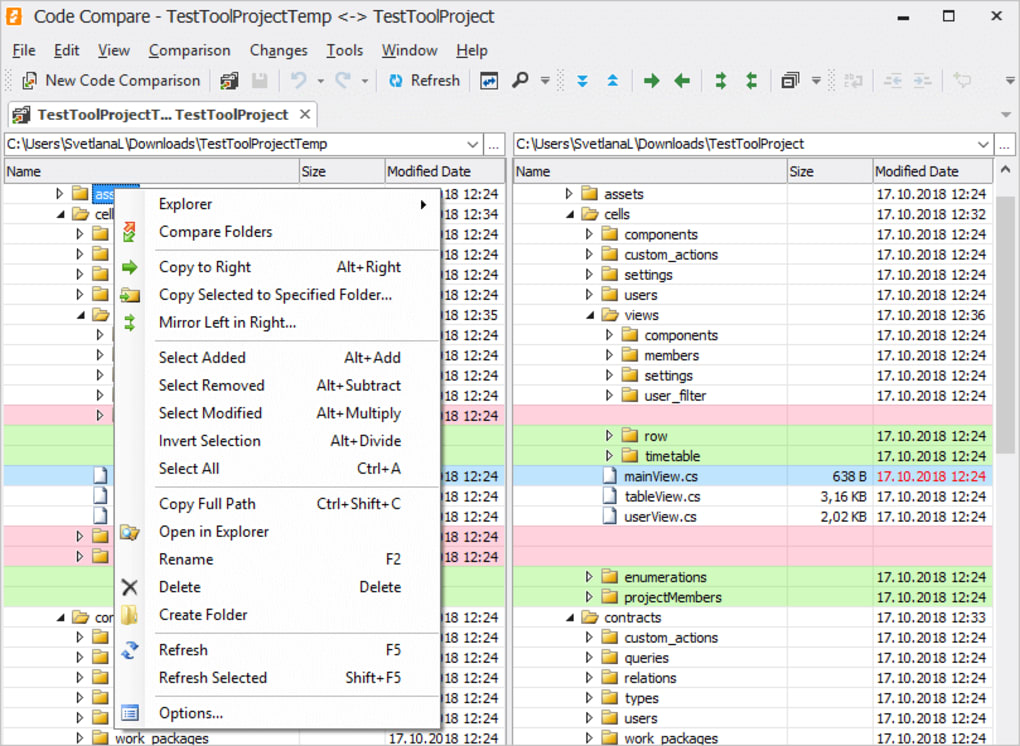 Code Compare - TestToolProjectTemp <-> TestToolProject
File Edit View Comparison Changes Tools Window Help
New Code Comparison Refresh
TestToolProjectT... TestToolProject
C:\Users\SvetlanaL\Downloads\TestToolProjectTemp ... C:\Users\SvetlanaL\Downloads\TestToolProject ...
Name Size Modified Date Name Size Modified Date
18 12:24 assets 17.10.2018 12:24
18 12:34 cells 17.10.2018 12:32
18 12:24 components 17.10.2018 12:24
18 12:24 custom_actions 17.10.2018 12:24
18 12:24 settings 17.10.2018 12:24
18 12:24 users 17.10.2018 12:24
18 12:35 views 17.10.2018 12:36
18 12:24 components 17.10.2018 12:24
18 12:24 members 17.10.2018 12:24
18 12:24 settings 17.10.2018 12:24
18 12:24 user_filter 17.10.2018 12:24
18 12:24
row 17.10.2018 12:24
timetable 17.10.2018 12:24
18 12:24 mainView.cs 638 B 17.10.2018 12:24
18 12:24 tableView.cs 3,16 KB 17.10.2018 12:24
18 12:24 userView.cs 2,02 KB 17.10.2018 12:24
18 12:24
18 12:24
enumerations 17.10.2018 12:24
projectMembers 17.10.2018 12:24
18 12:24 contracts 17.10.2018 12:33
18 12:24 custom_actions 17.10.2018 12:24
18 12:24 queries 17.10.2018 12:24
18 12:24 relations 17.10.2018 12:24
18 12:24 types 17.10.2018 12:24
18 12:24 users 17.10.2018 12:24
work_packages 17.10.2018 12:24 work_packages 17.10.2018 12:24
Explorer
Compare Folders
Copy to Right Alt+Right
Copy Selected to Specified Folder...
Mirror Left in Right...
Select Added Alt+Add
Select Removed Alt+Subtract
Select Modified Alt+Multiply
Invert Selection Alt+Divide
Select All Ctrl+A
Copy Full Path Ctrl+Shift+C
Open in Explorer
Rename F2
Delete Delete
Create Folder
Refresh F5
Refresh Selected Shift+F5
Options...